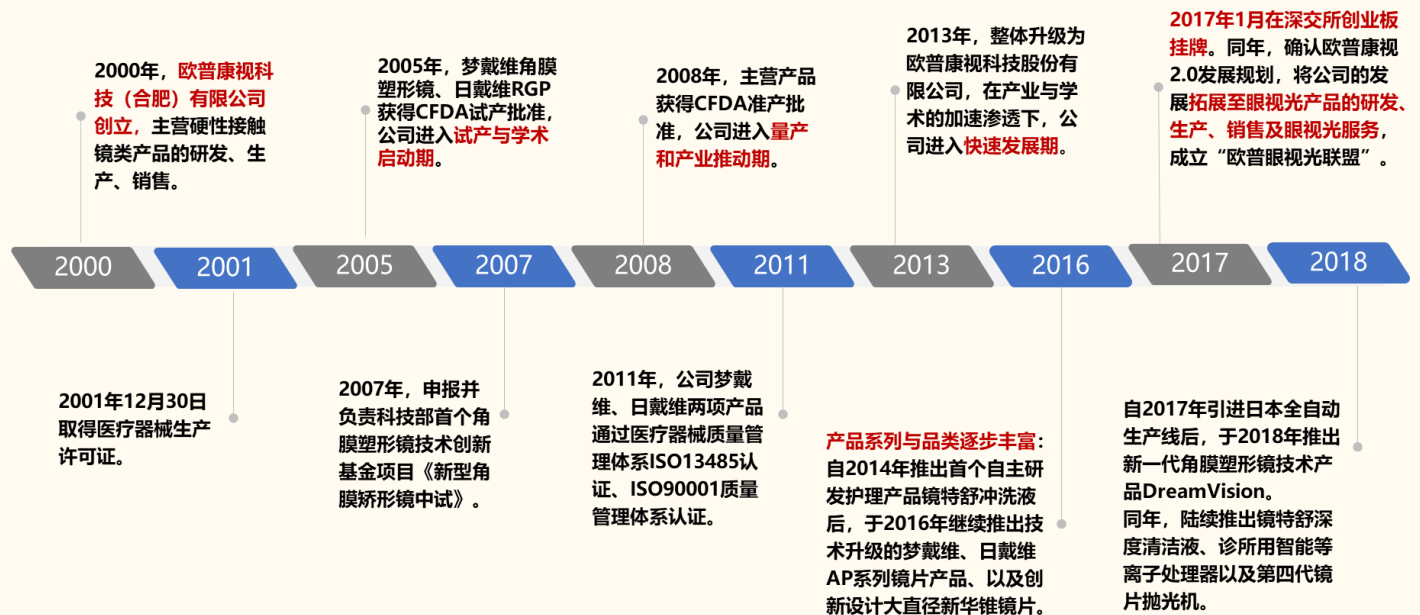 2000年，欧普康视科
技（合肥）有限公司
创立，主营硬性接触
镜类产品的研发、生
产、销售。
2005年，梦戴维角膜
塑形镜、日戴维RGP
获得CFDA试产批准，
公司进入试产与学术
启动期。
2008年，主营产品
获得CFDA准产批
准，公司进入量产
和产业推动期。
2013年，整体升级为
欧普康视科技股份有
限公司，在产业与学
术的加速渗透下，公
司进入快速发展期。
2017年1月在深交所创业板
挂牌。同年，确认欧普康视
2.0发展规划，将公司的发
展拓展至眼视光产品的研发、
生产、销售及眼视光服务，
成立“欧普眼视光联盟”。
2000
2001
2005
2007
2008
2011
2013
2016
2017
2018
2001年12月30日
取得医疗器械生产
许可证。
2007年，申报并
负责科技部首个角
膜塑形镜技术创新
基金项目《新型角
膜矫形镜中试》。
2011年，公司梦戴
维、日戴维两项产品
通过医疗器械质量管
理体系ISO13485认
证、ISO90001质量
管理体系认证。
产品系列与品类逐步丰富：
自2014年推出首个自主研
发护理产品镜特舒冲洗液
后，于2016年继续推出技
术升级的梦戴维、日戴维
AP系列镜片产品、以及创
新设计大直径新华锥镜片。
自2017年引进日本全自动
生产线后，于2018年推出
新一代角膜塑形镜技术产
品DreamVision。
同年，陆续推出镜特舒深
度清洁液、诊所用智能等
离子处理器以及第四代镜
片抛光机。